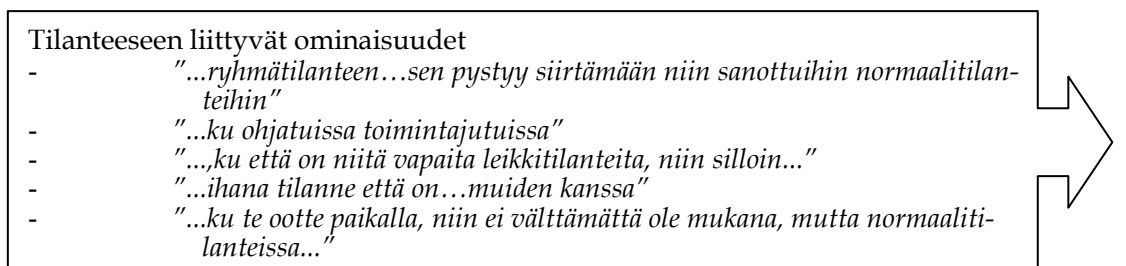 Tilanteeseen liittyvät ominaisuudet
- ”...ryhmätilanteen…sen pystyy siirtämään niin sanottuihin normaalitilan-
teihin”
- ”...ku ohjatuissa toimintajutuissa”
- ”...,ku että on niitä vapaita leikkitilanteita, niin silloin...”
- ”...ihana tilanne että on…muiden kanssa”
- ”...ku te ootte paikalla, niin ei välttämättä ole mukana, mutta normaaliti-
lanteissa...”